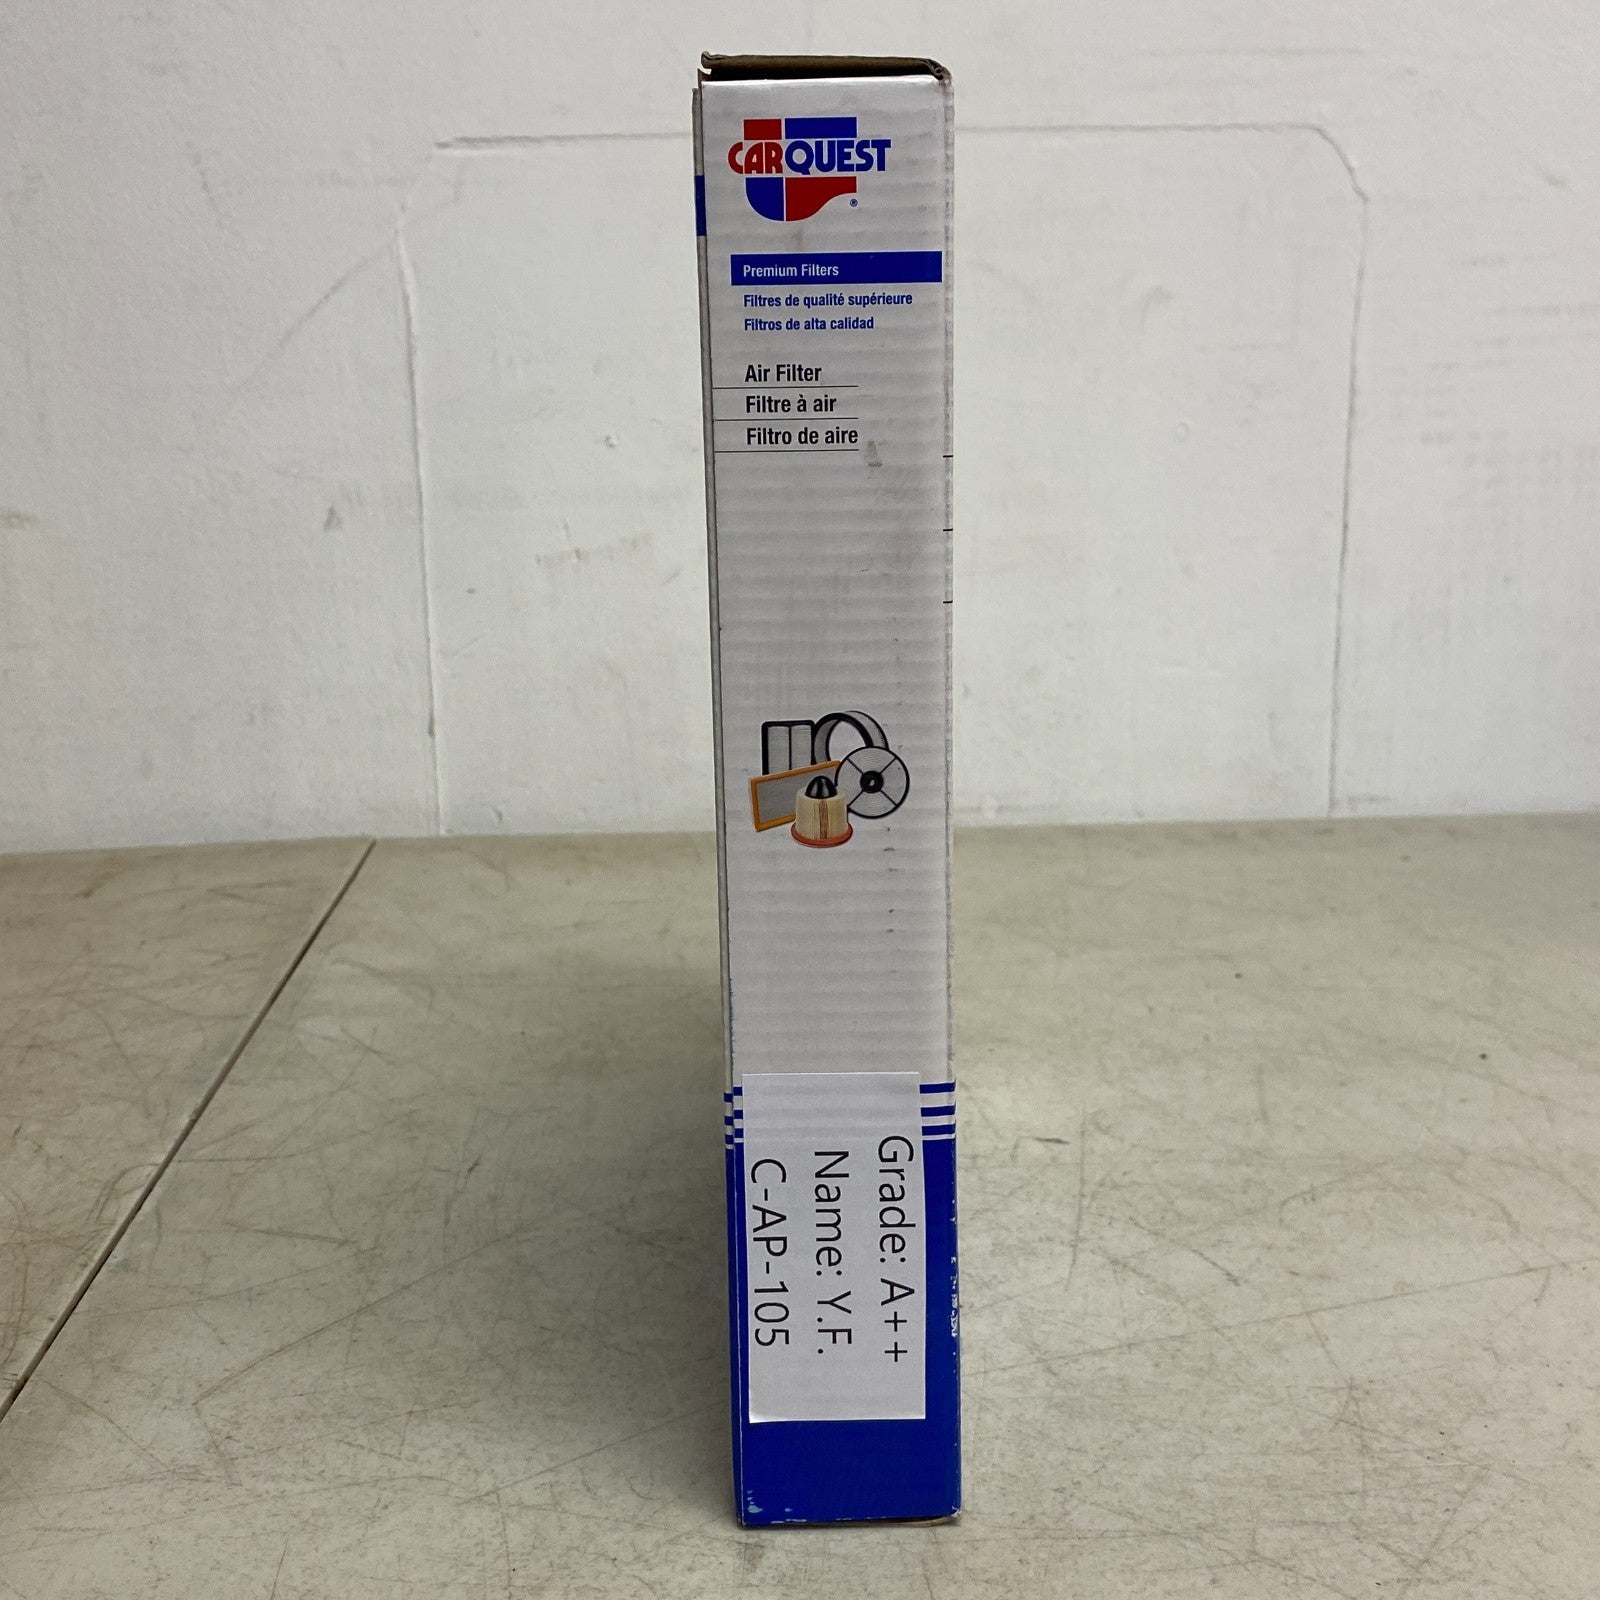 CARQUEST
®
Premium Filters
Filtres de qualité supérieure
Filtros de alta calidad
Air Filter
Filtre à air
Filtro de aire
Grade: A++
Name: Y.F.
C-AP-105